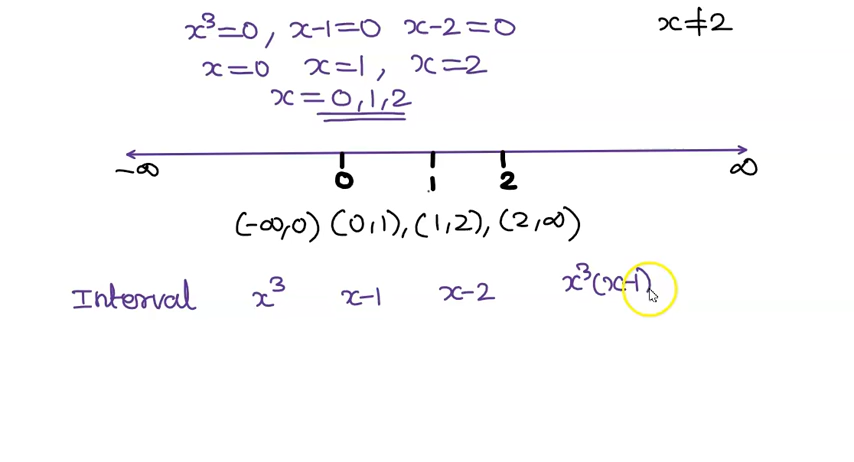 x³=0, x-1=0 x-2=0 x≠2
x=0 x=1, x=2
x=0,1,2
-∞ 0 1 2 ∞
(-∞,0) (0,1), (1,2), (2,∞)
Interval x³ x-1 x-2 x³(x-1)